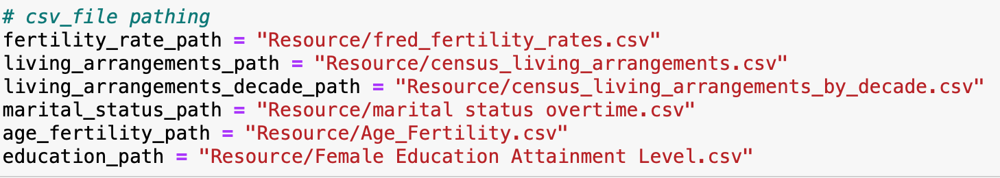 # csv_file pathing
fertility_rate_path = "Resource/fred_fertility_rates.csv"
living_arrangements_path = "Resource/census_living_arrangements.csv"
living_arrangements_decade_path = "Resource/census_living_arrangements_by_decade.csv"
marital_status_path = "Resource/marital status overtime.csv"
age_fertility_path = "Resource/Age_Fertility.csv"
education_path = "Resource/Female Education Attainment Level.csv"